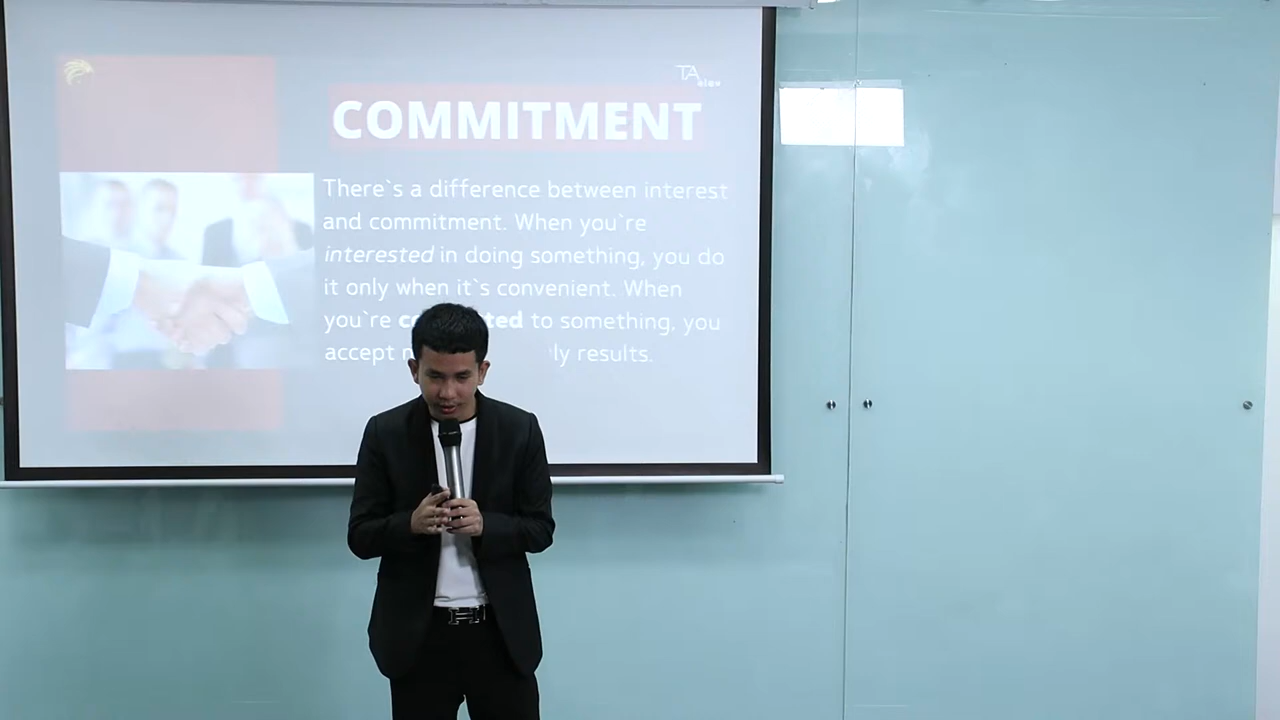 TA
COMMITMENT
There`s a difference between interest
and commitment. When you`re
interested in doing something, you do
it only when it`s convenient. When
you`re to something, you
accept results.